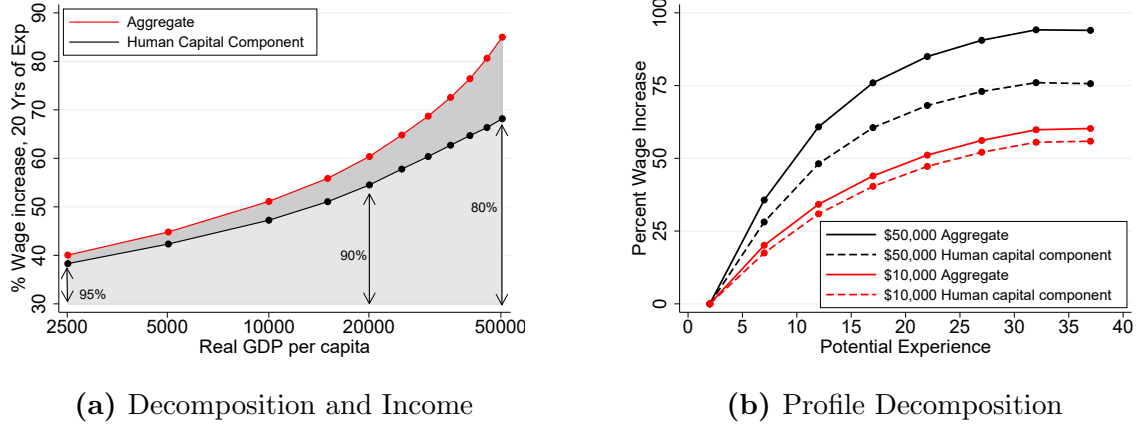 % Wage increase, 20 Yrs of Exp
90
80
70
60
50
40
30
Aggregate
Human Capital Component
95%
90%
80%
2500
5000
10000
20000
50000
Real GDP per capita
(a) Decomposition and Income
Percent Wage Increase
100
75
50
25
0
$50,000 Aggregate
$50,000 Human capital component
$10,000 Aggregate
$10,000 Human capital component
0 5 10 15 20 25 30 35 40
Potential Experience
(b) Profile Decomposition